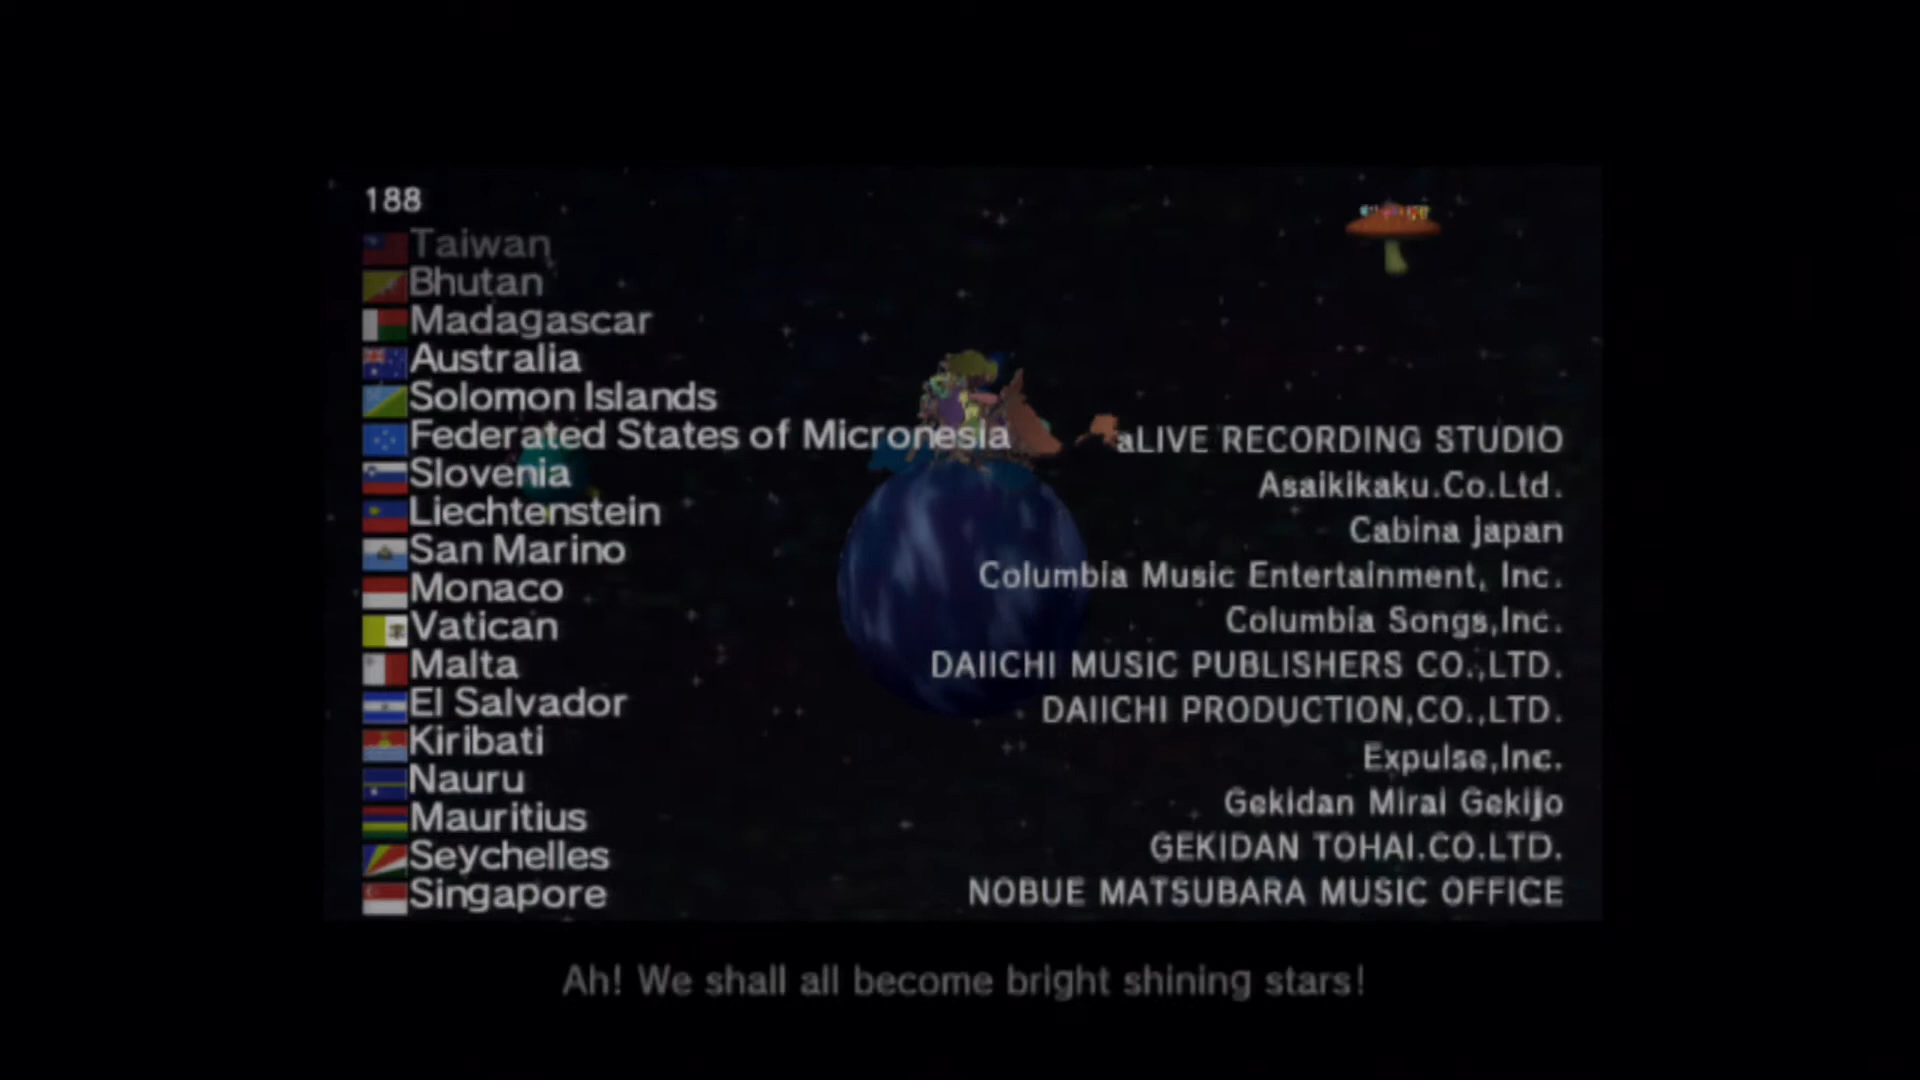 188
Taiwan
Bhutan
Madagascar
Australia
Solomon Islands
Federated States of Micronesia
Slovenia
Liechtenstein
San Marino
Monaco
Vatican
Malta
El Salvador
Kiribati
Nauru
Mauritius
Seychelles
Singapore
aLIVE RECORDING STUDIO
Asaikikaku.Co.Ltd.
Cabina japan
Columbia Music Entertainment, Inc.
Columbia Songs,Inc.
DAIICHI MUSIC PUBLISHERS CO.,LTD.
DAIICHI PRODUCTION,CO.,LTD.
Expulse,Inc.
Gekidan Mirai Gekijo
GEKIDAN TOHAI.CO.LTD.
NOBUE MATSUBARA MUSIC OFFICE
Ah! We shall all become bright shining stars!